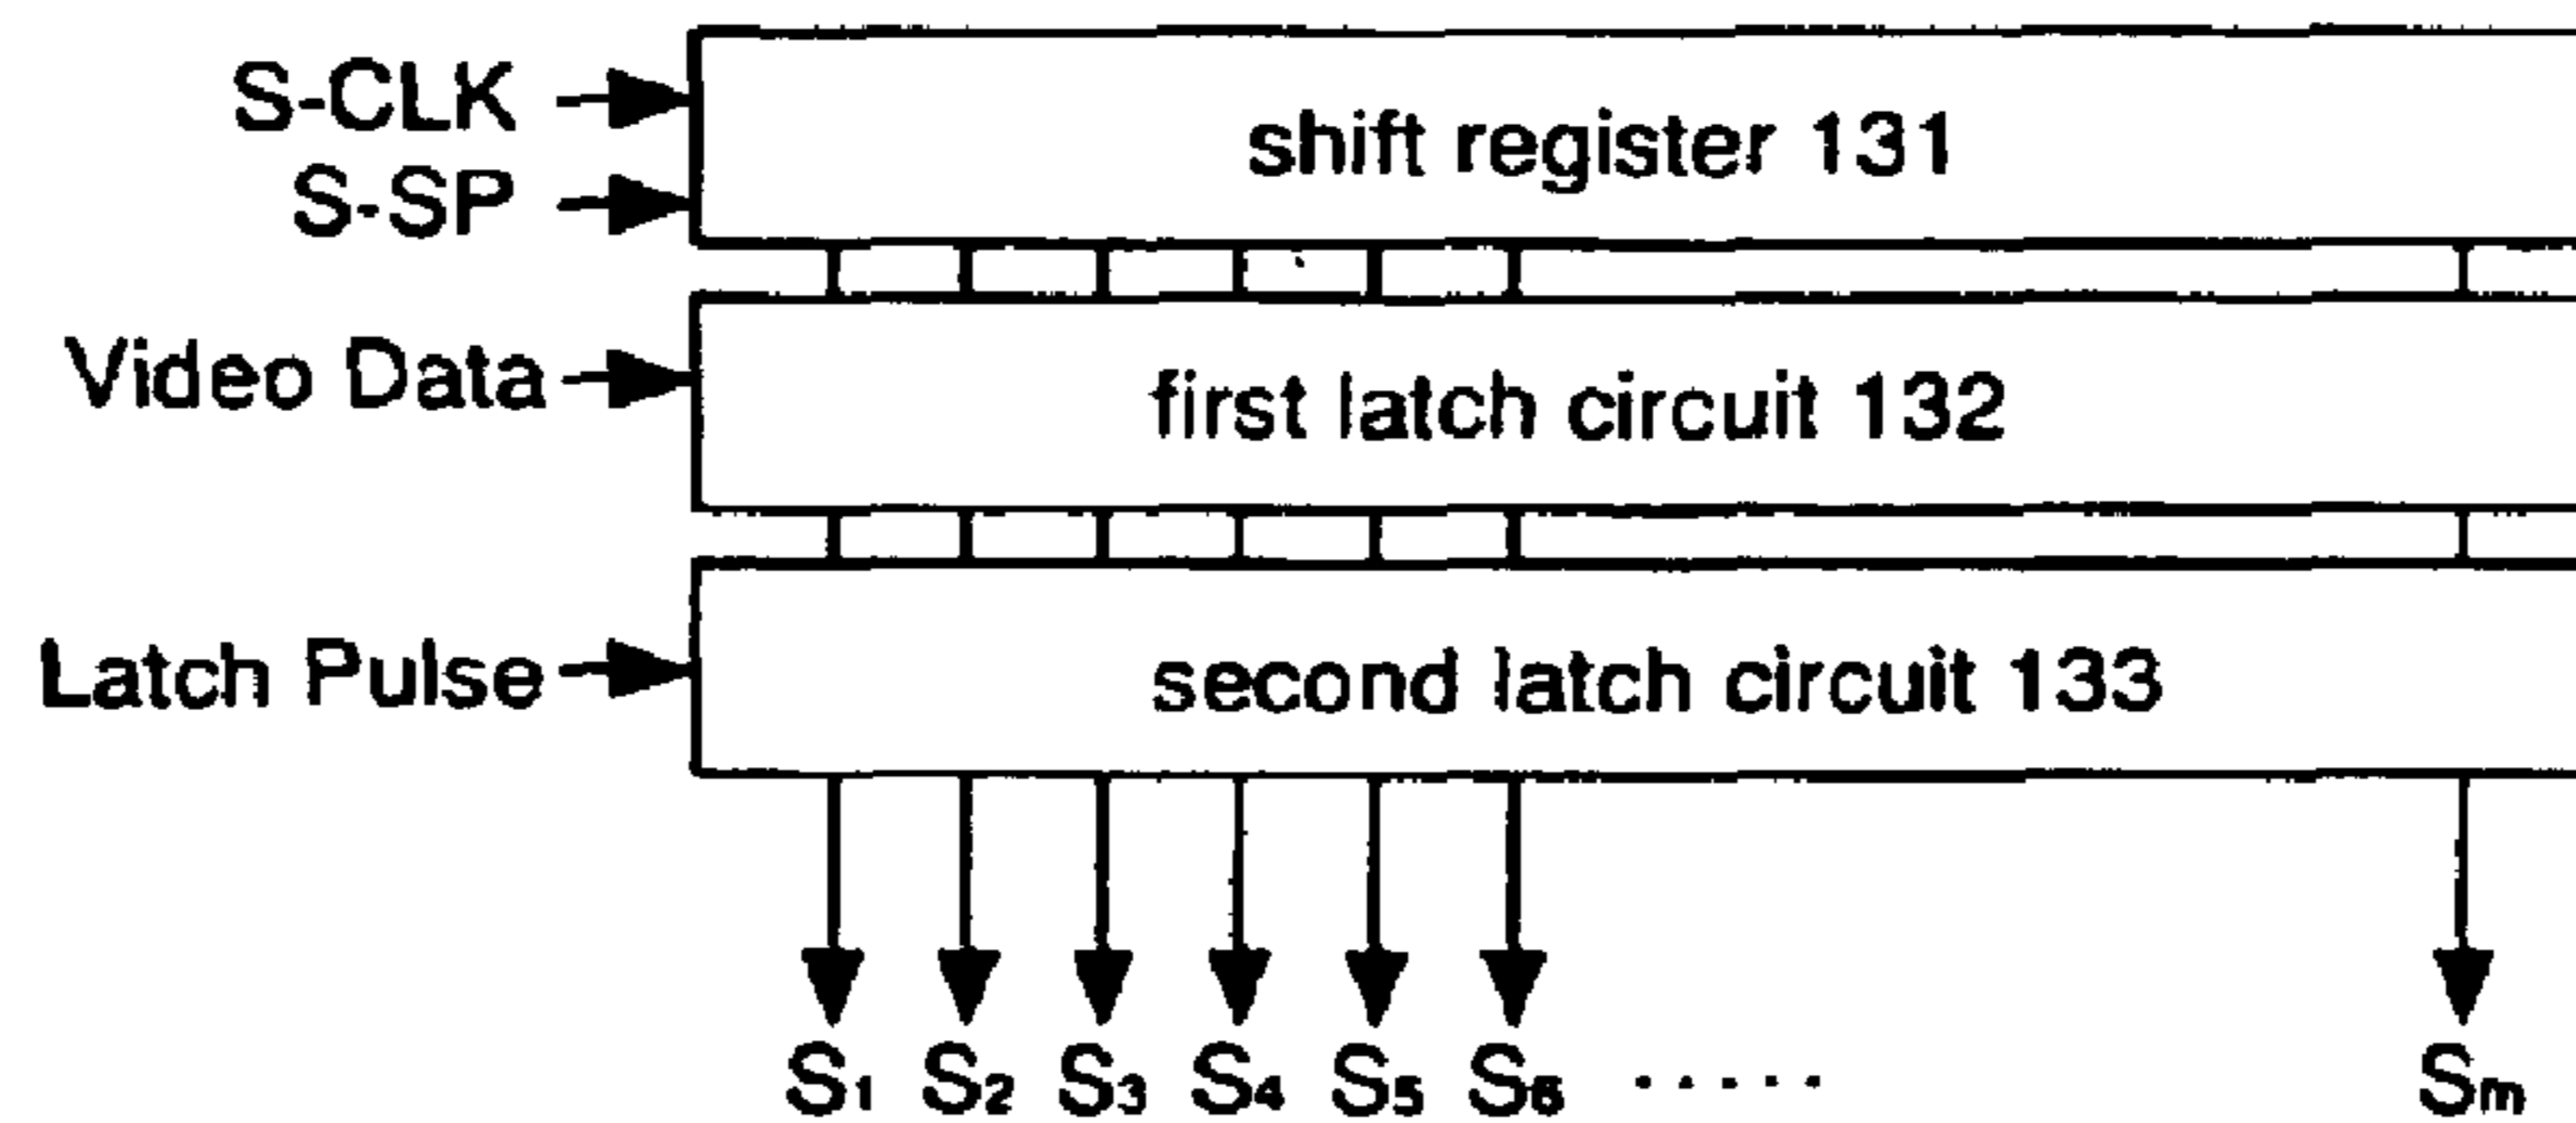 S-CLK
shift register 131
S-SP
Video Data
first latch circuit 132
Latch Pulse
second latch circuit 133
S1 S2 S3 S4 S5 S6 ····· Sm